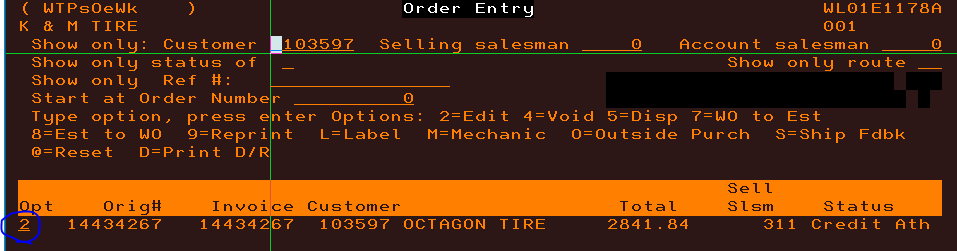 ( WTPsOeWk    ) Order Entry WL01E1178A
K & M TIRE 001
Show only: Customer 103597 Selling salesman 0 Account salesman 0
Show only status of _ Show only route __
Show only Ref #:
Start at Order Number 0
Type option, press enter Options: 2=Edit 4=Void 5=Disp 7=WO to Est
8=Est to WO 9=Reprint L=Label M=Mechanic O=Outside Purch S=Ship Fdbk
@=Reset D=Print D/R
Sell
Opt Orig# Invoice Customer Total Slsm Status
2 14434267 14434267 103597 OCTAGON TIRE 2841.84 311 Credit Ath